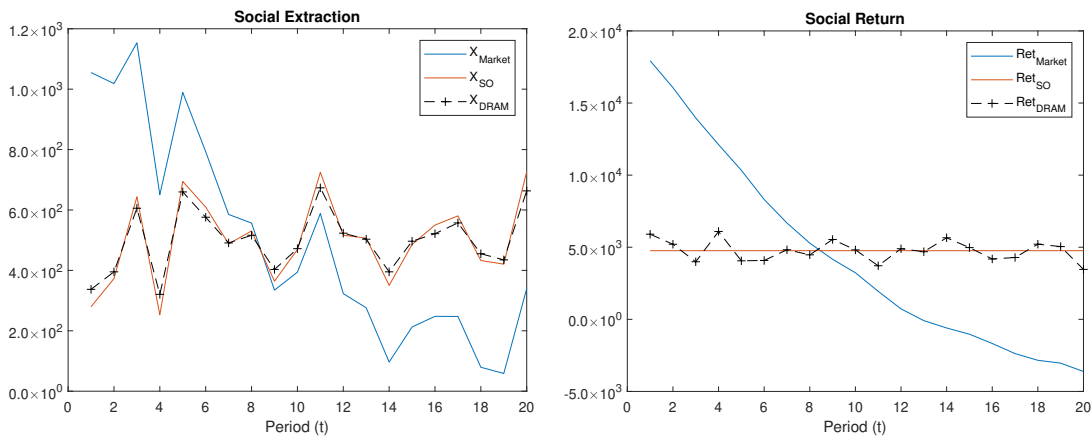 Social Extraction
1.2×10³
1.0×10³
8.0×10²
6.0×10²
4.0×10²
2.0×10²
0.0×10⁰
0 2 4 6 8 10 12 14 16 18 20
Period (t)
X_Market
X_SO
X_DRAM
Social Return
2.0×10⁴
1.5×10⁴
1.0×10⁴
5.0×10³
0.0×10⁰
-5.0×10³
0 2 4 6 8 10 12 14 16 18 20
Period (t)
Ret_Market
Ret_SO
Ret_DRAM